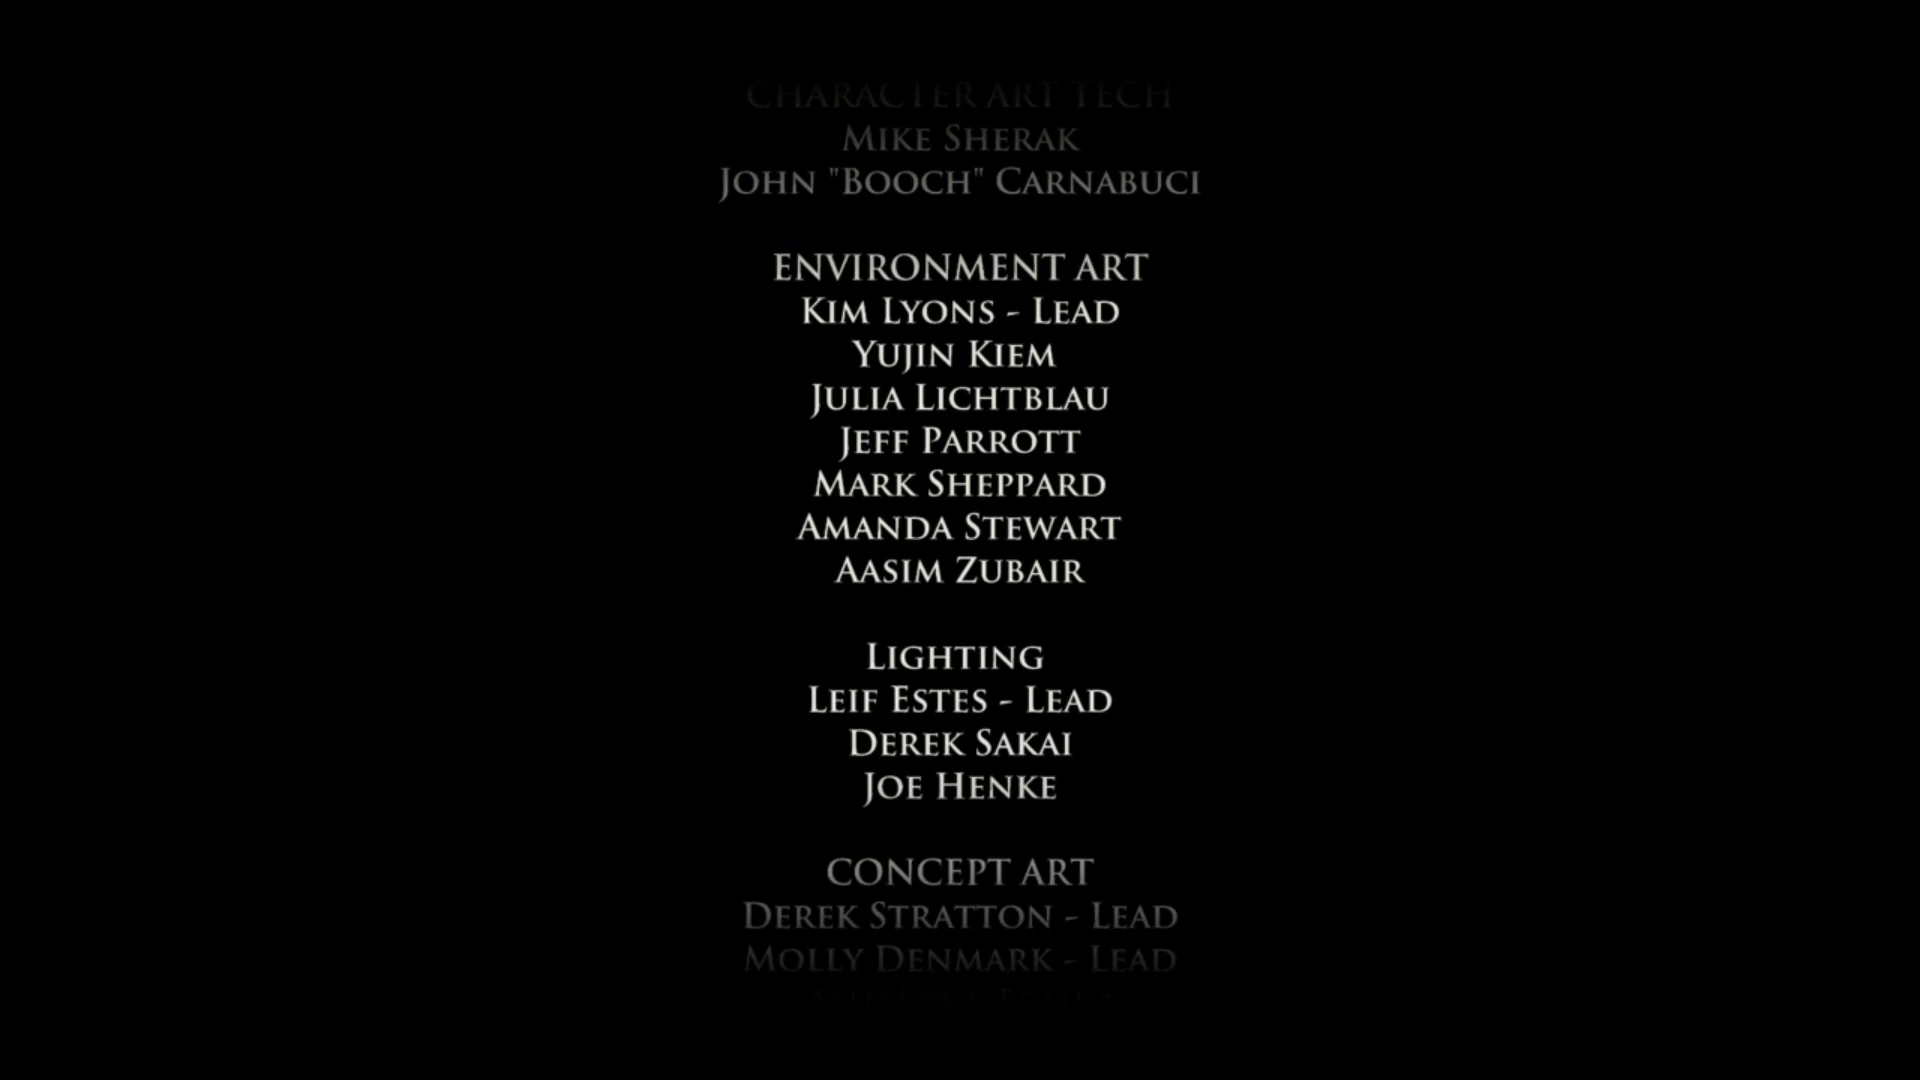 CHARACTER ART TECH
MIKE SHERAK
JOHN "BOOCH" CARNABUCI
ENVIRONMENT ART
KIM LYONS - LEAD
YUJIN KIEM
JULIA LICHTBLAU
JEFF PARROTT
MARK SHEPPARD
AMANDA STEWART
AASIM ZUBAIR
LIGHTING
LEIF ESTES - LEAD
DEREK SAKAI
JOE HENKE
CONCEPT ART
DEREK STRATTON - LEAD
MOLLY DENMARK - LEAD